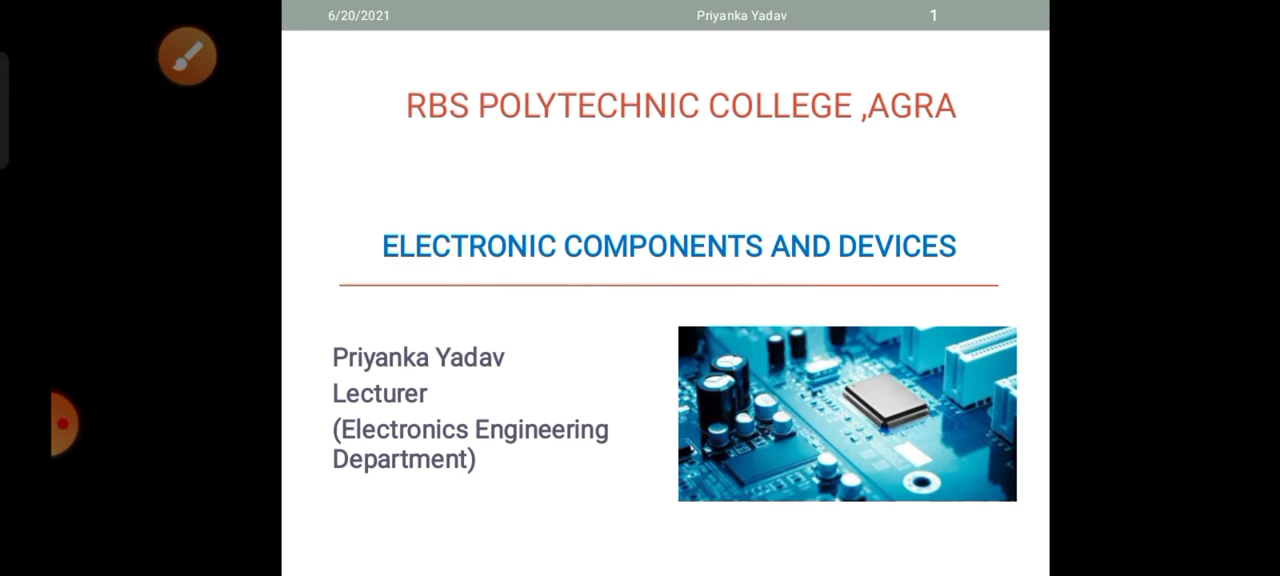 6/20/2021 Priyanka Yadav 1
RBS POLYTECHNIC COLLEGE ,AGRA
ELECTRONIC COMPONENTS AND DEVICES
Priyanka Yadav
Lecturer
(Electronics Engineering
Department)